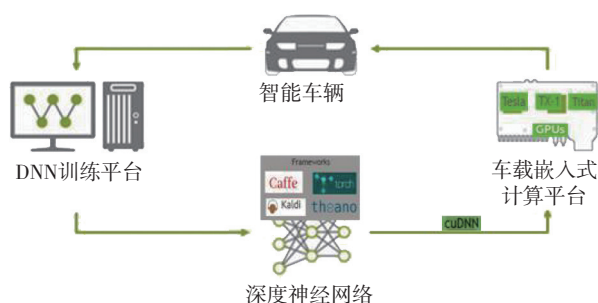 智能车辆
Tesla TX-1 Titan
GPUs
DNN训练平台
车载嵌入式
计算平台
Frameworks
Caffe torch
Kaldi theano
cuDNN
深度神经网络